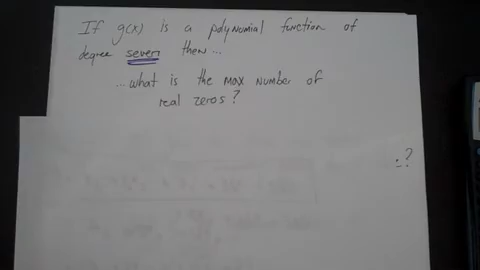 If g(x) is a polynomial function of
degree seven then...
...what is the max number of
real zeros?
:?